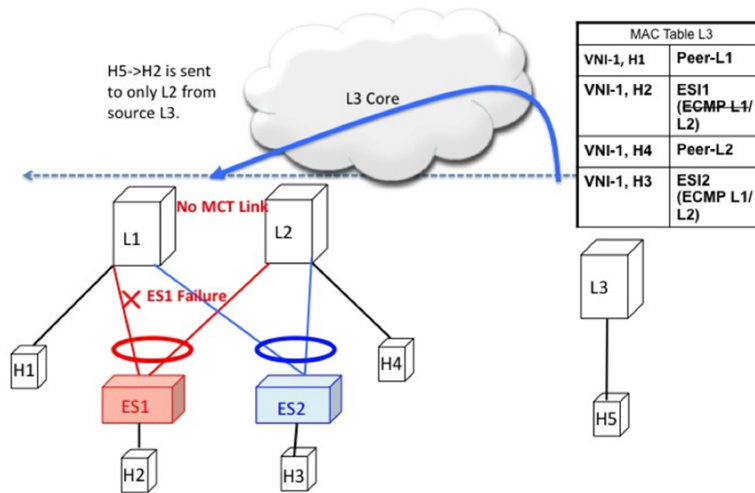 H5->H2 is sent
to only L2 from
source L3.
L3 Core
MAC Table L3
VNI-1, H1 Peer-L1
VNI-1, H2 ESI1
(ECMP L1/
L2)
VNI-1, H4 Peer-L2
VNI-1, H3 ESI2
(ECMP L1/
L2)
No MCT Link
L1
L2
ES1 Failure
L3
H1
H4
ES1
ES2
H5
H2
H3